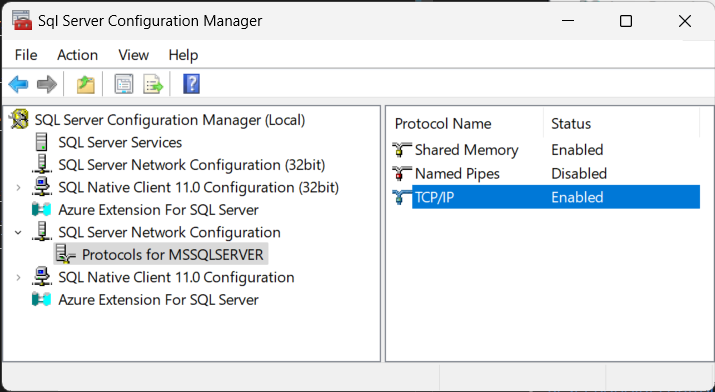 Sql Server Configuration Manager
File Action View Help
SQL Server Configuration Manager (Local)
SQL Server Services
SQL Server Network Configuration (32bit)
SQL Native Client 11.0 Configuration (32bit)
Azure Extension For SQL Server
SQL Server Network Configuration
Protocols for MSSQLSERVER
SQL Native Client 11.0 Configuration
Azure Extension For SQL Server
Protocol Name Status
Shared Memory Enabled
Named Pipes Disabled
TCP/IP Enabled